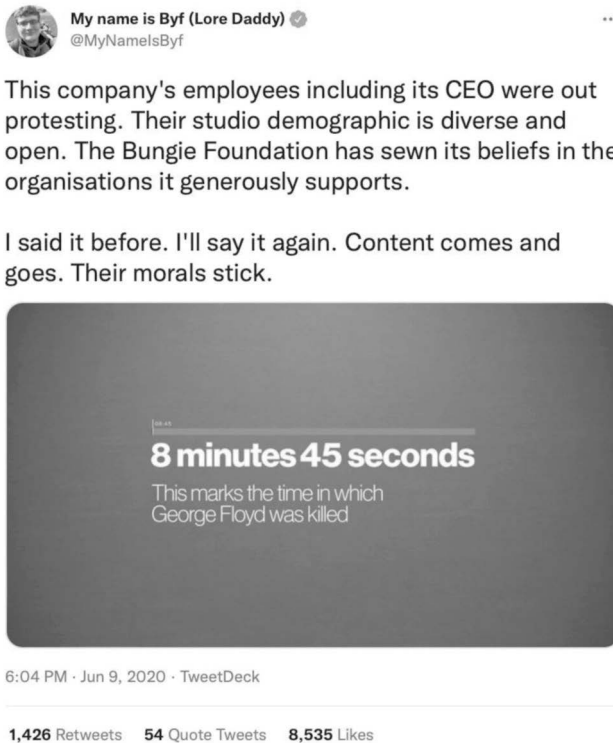 My name is Byf (Lore Daddy)
@MyNameIsByf
This company's employees including its CEO were out
protesting. Their studio demographic is diverse and
open. The Bungie Foundation has sewn its beliefs in the
organisations it generously supports.
I said it before. I'll say it again. Content comes and
goes. Their morals stick.
8 minutes 45 seconds
This marks the time in which
George Floyd was killed
6:04 PM · Jun 9, 2020 · TweetDeck
1,426 Retweets 54 Quote Tweets 8,535 Likes